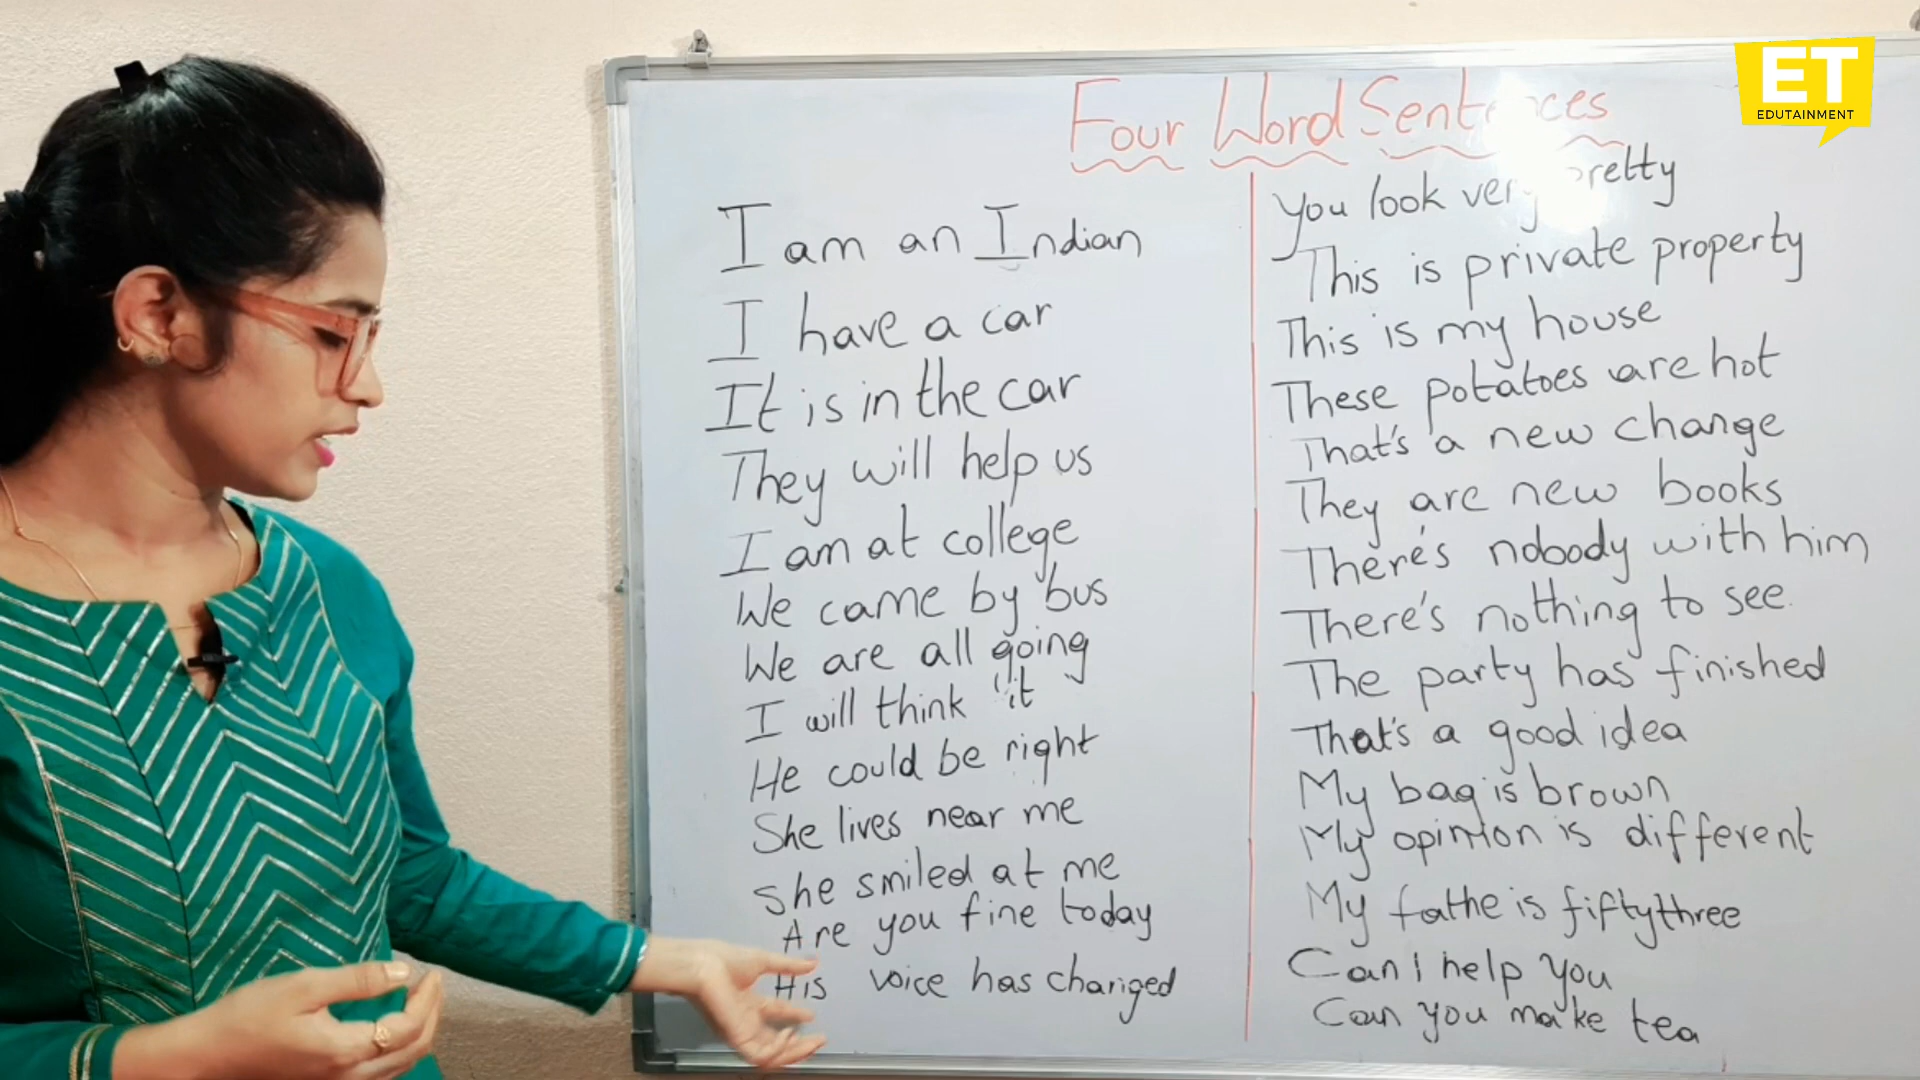 Four Word Sentences
I am an Indian
I have a car
It is in the car
They will help us
I am at college
We came by bus
We are all going
I will think it
He could be right
She lives near me
She smiled at me
Are you fine today
His voice has changed
You look very pretty
This is private property
This is my house
These potatoes are hot
That's a new change
They are new books
There's nobody with him
There's nothing to see
The party has finished
That's a good idea
My bag is brown
My opinion is different
My fathe is fiftythree
Can I help you
Can you make tea
ET
EDUTAINMENT